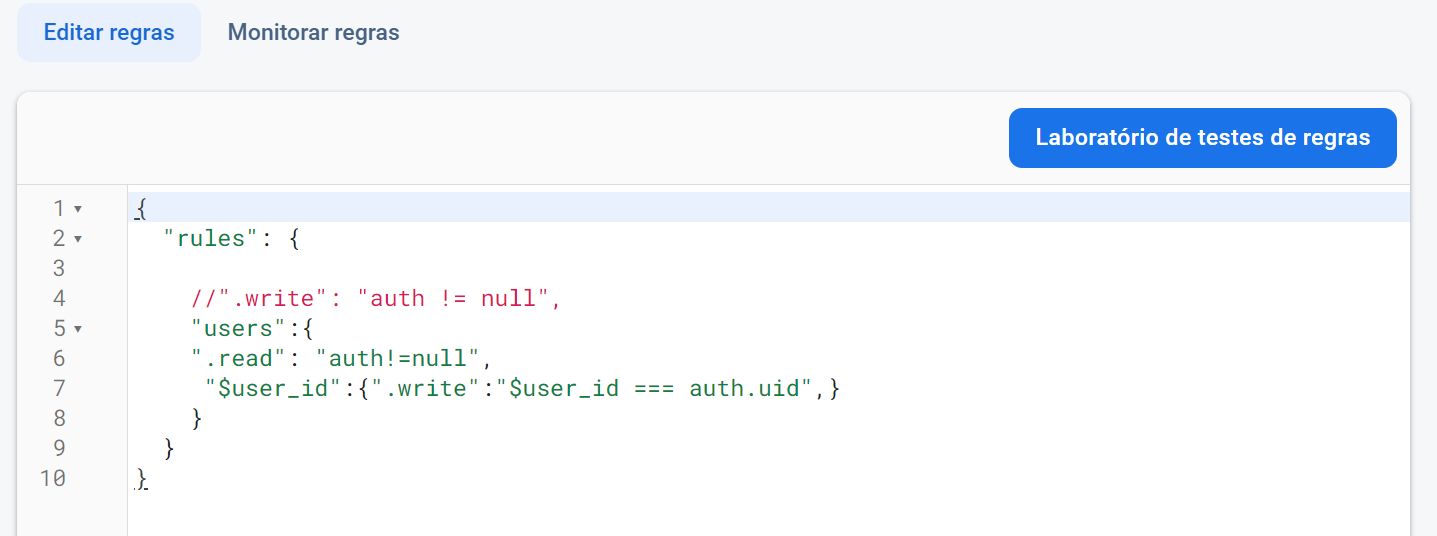 Editar regras Monitorar regras
Laboratório de testes de regras
1 {
2 "rules": {
3
4 //".write": "auth != null",
5 "users":{
6 ".read": "auth!=null",
7 "$user_id":{".write":"$user_id === auth.uid",}
8 }
9 }
10 }